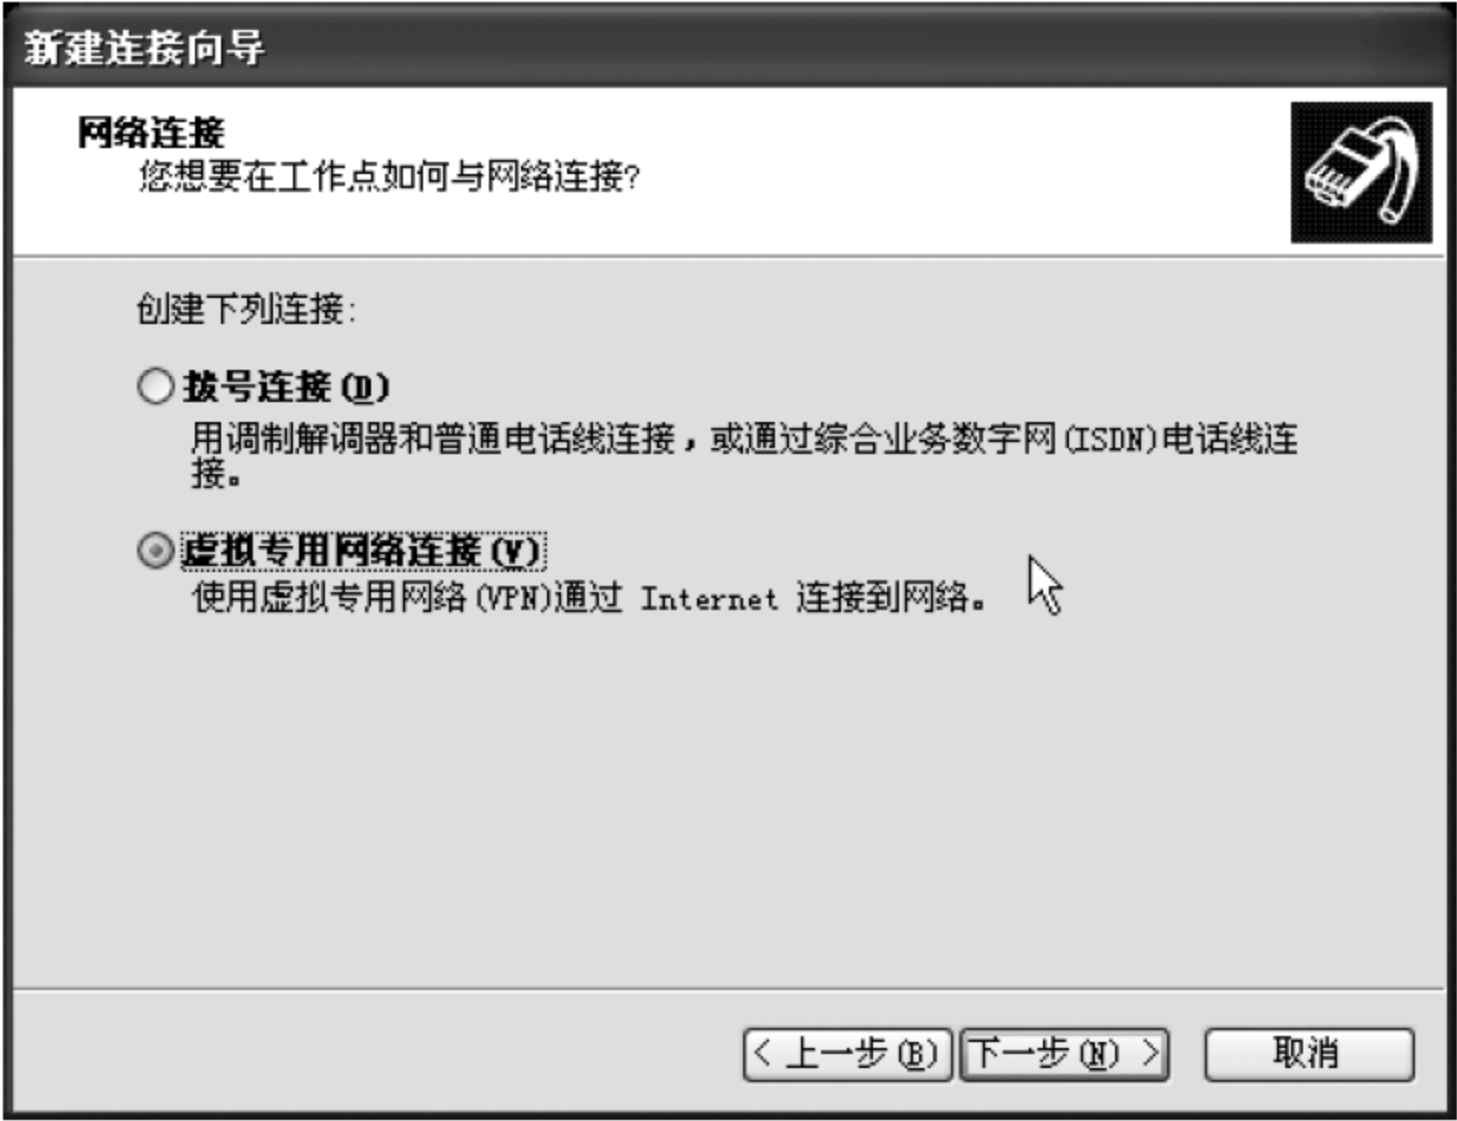 新建连接向导
网络连接
您想要在工作点如何与网络连接?
创建下列连接:
拨号连接(D)
用调制解调器和普通电话线连接，或通过综合业务数字网(ISDN)电话线连
接。
虚拟专用网络连接(V)
使用虚拟专用网络(VPN)通过 Internet 连接到网络。
< 上一步(B) 下一步(N) > 取消